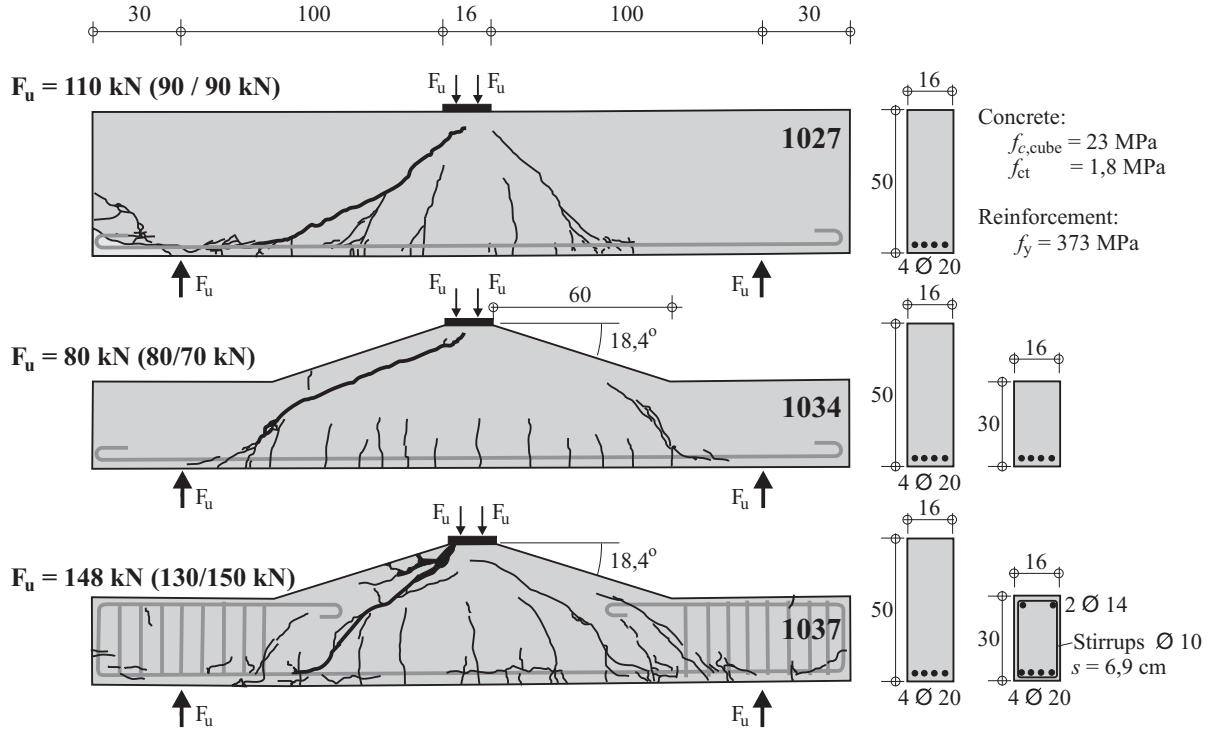 30 100 16 100 30
F_u = 110 kN (90 / 90 kN)
F_u F_u
1027
16
50
4 Ø 20
Concrete:
f_c,cube = 23 MPa
f_ct = 1,8 MPa
Reinforcement:
f_y = 373 MPa
F_u F_u
F_u F_u
60
18,4°
F_u = 80 kN (80/70 kN)
1034
16
50
4 Ø 20
16
30
F_u F_u
F_u F_u
18,4°
F_u = 148 kN (130/150 kN)
1037
16
50
4 Ø 20
16
30
2 Ø 14
Stirrups Ø 10
s = 6,9 cm
4 Ø 20
F_u F_u